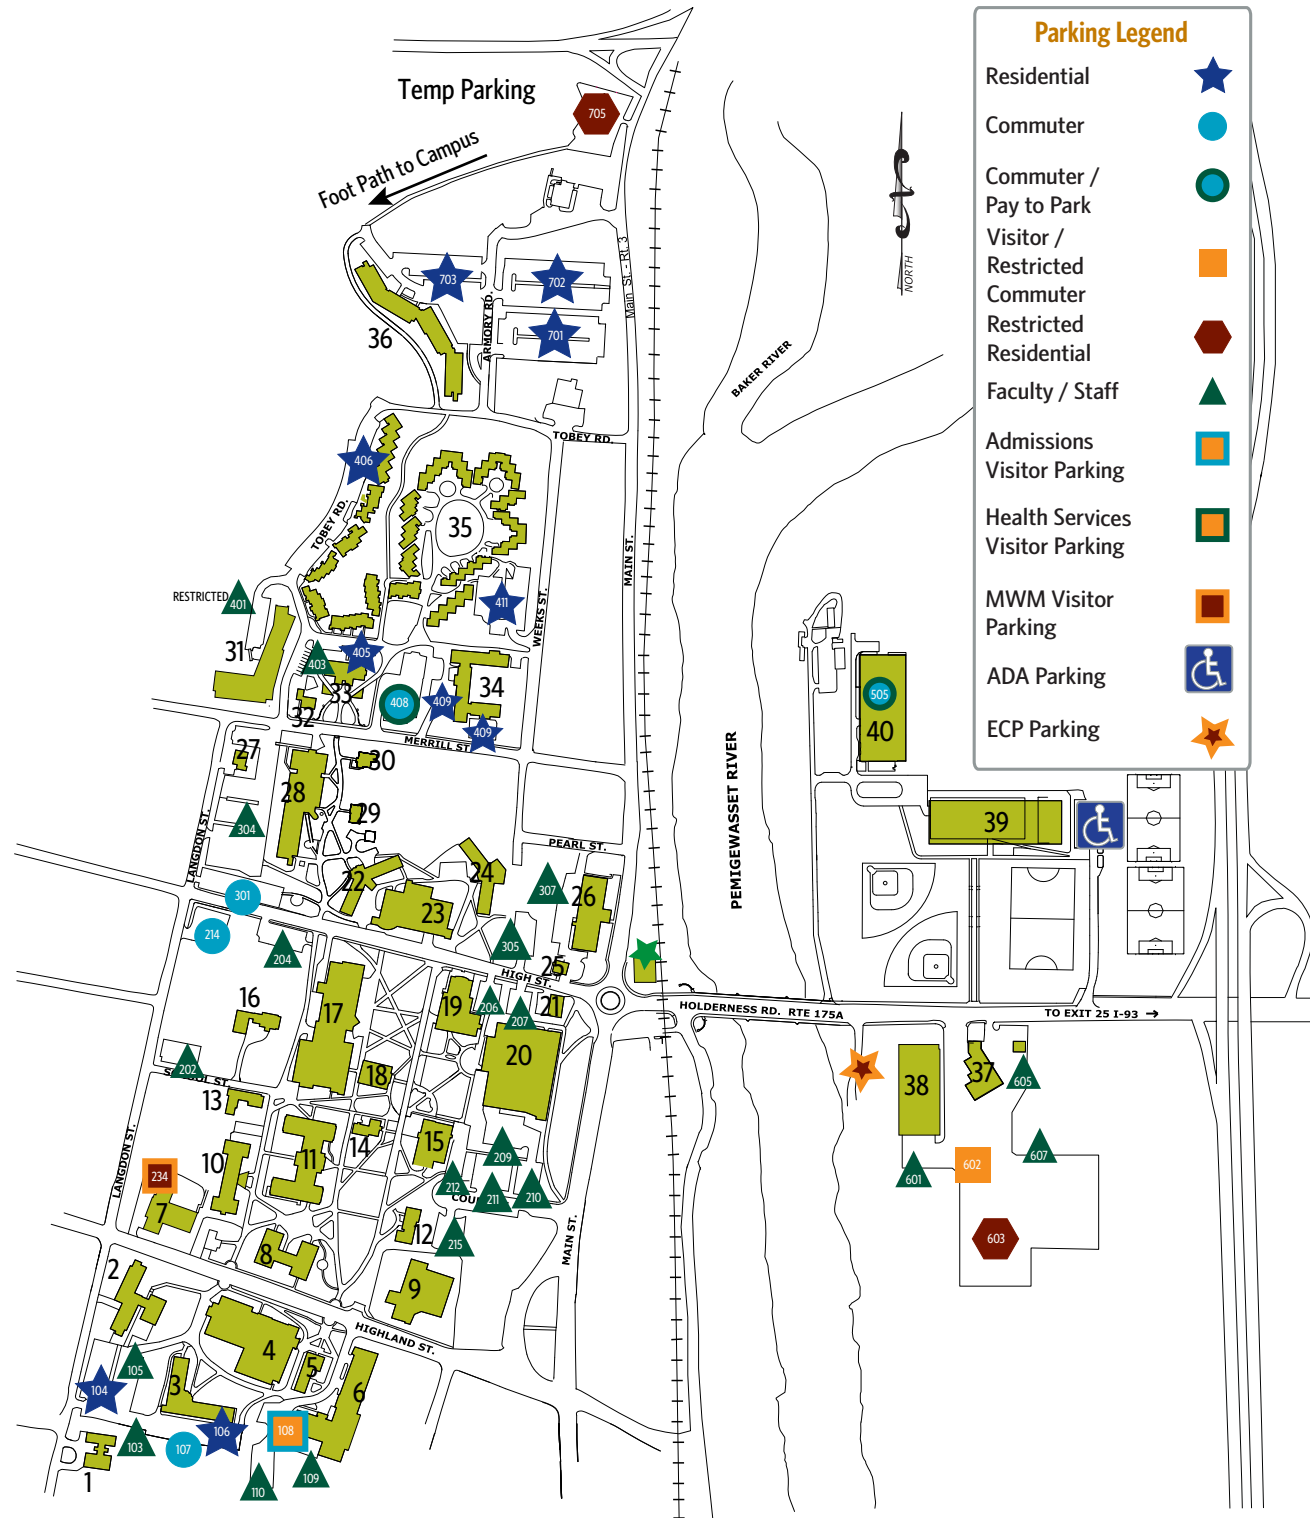 Parking Legend
Residential
Commuter
Commuter /
Pay to Park
Visitor /
Restricted
Commuter
Restricted
Residential
Faculty / Staff
Admissions
Visitor Parking
Health Services
Visitor Parking
MWM Visitor
Parking
ADA Parking
ECP Parking
Temp Parking
705
Foot Path to Campus
NORTH
Main St. - Rt. 3
703
702
701
ARMORY RD.
36
BAKER RIVER
TOBEY RD.
406
TOBEY RD.
35
MAIN ST.
RESTRICTED
401
411
WEEKS ST.
31
403
405
33
34
408
409
409
32
MERRILL ST
505
40
PEMIGEWASSET RIVER
27
30
28
29
304
39
LANGDON ST.
PEARL ST.
22
24
307
26
301
23
214
204
305
HIGH ST.
25
16
17
19
206
207
21
HOLDERNESS RD. RTE 175A
TO EXIT 25 I-93
20
202
18
38
37
605
13
14
15
209
LANGDON ST.
10
11
607
234
212
211
210
601
602
7
12
215
MAIN ST.
603
8
2
9
HIGHLAND ST.
4
5
105
104
3
6
106
108
103
107
109
1
110